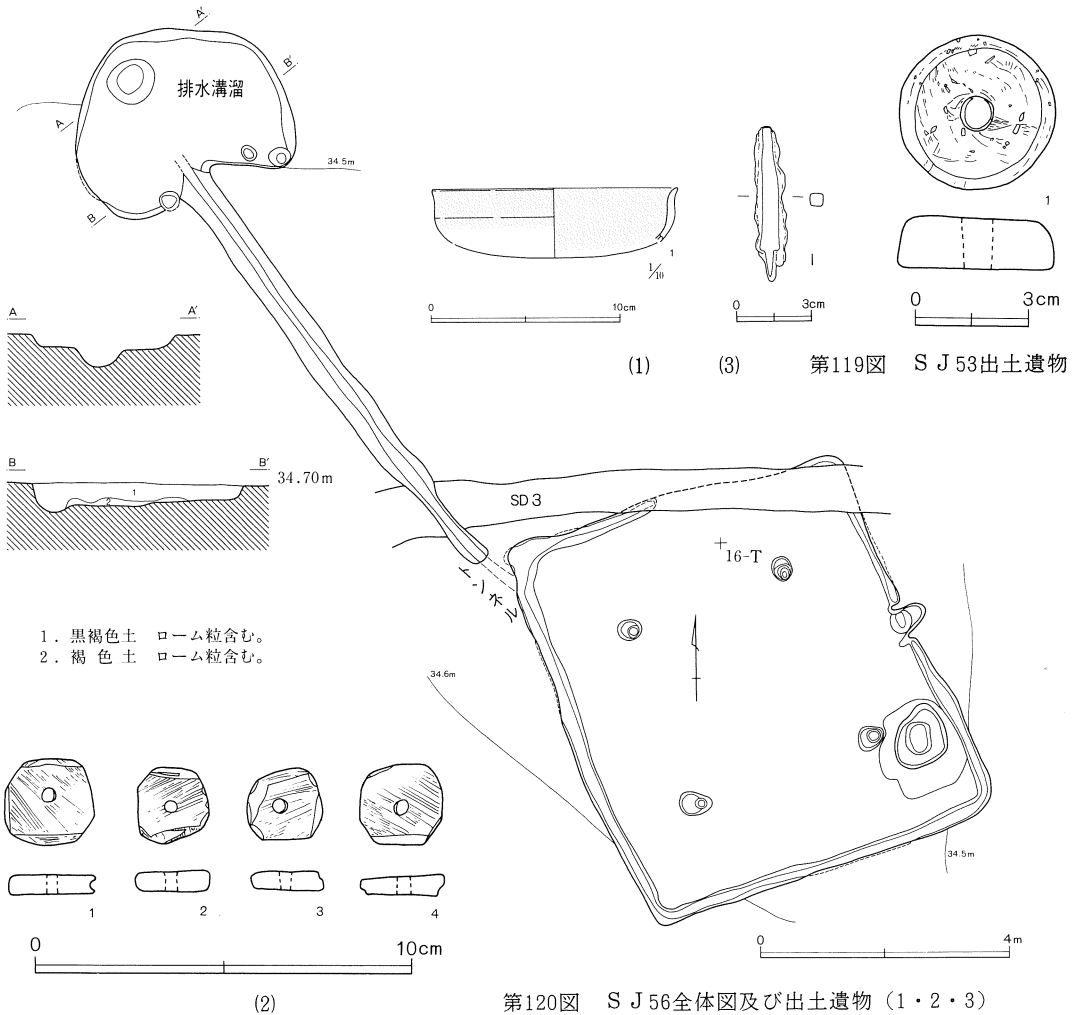 A'
B'
排水溝溜
A
B
34.5m
1
1/10
0 10cm
1
0 3cm
1
0 3cm
(1)
(3)
第119図 ＳＪ53出土遺物
A A'
B B'
34.70m
1
2
SD 3
16-T
トンネル
1．黒褐色土 ローム粒含む。
2．褐 色 土 ローム粒含む。
34.6m
34.5m
1 2 3 4
0 10cm
(2)
0 4m
第120図 ＳＪ56全体図及び出土遺物（1・2・3）